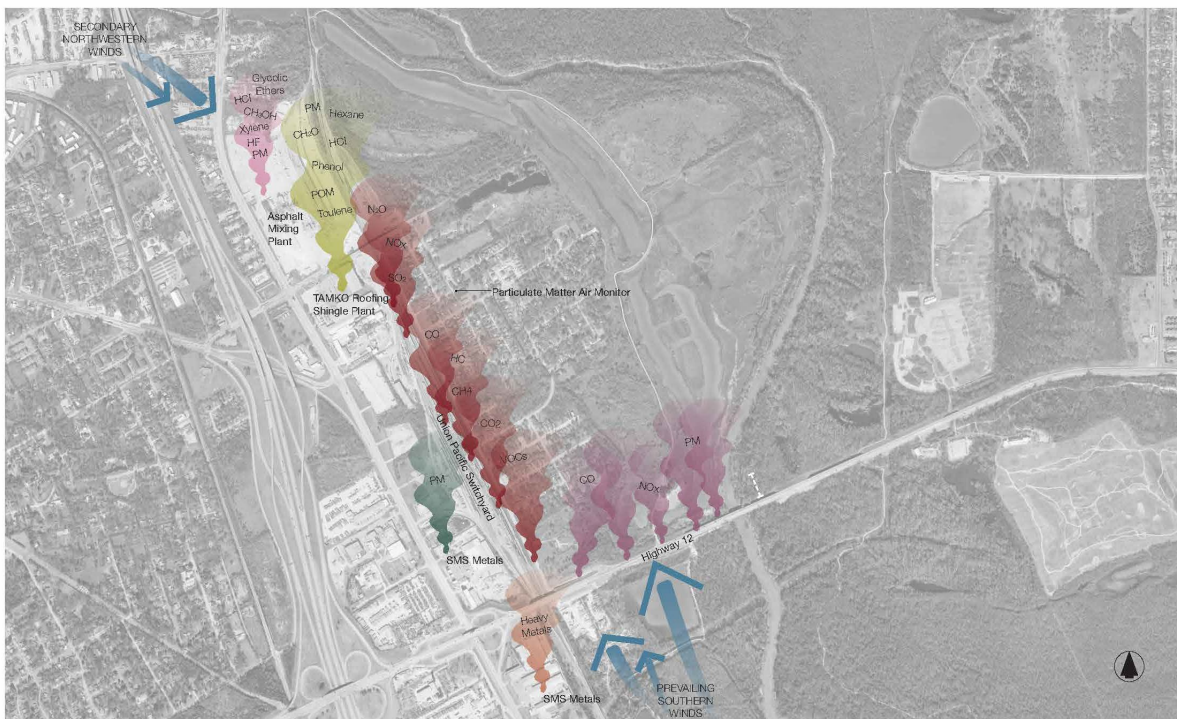 SECONDARY
NORTHWESTERN
WINDS
Glycolic
Ethers
HCl
CH₃OH
Xylene
HF
PM
Asphalt
Mixing
Plant
PM
Hexane
CH₂O
HCl
Phenol
POM
Toulene
TAMKO Roofing
Shingle Plant
N₂O
NOx
SO₂
Particulate Matter Air Monitor
CO
HC
CH4
CO2
VOCs
Union Pacific Switchyard
PM
SMS Metals
CO
NOx
PM
Highway 12
Heavy
Metals
SMS Metals
PREVAILING
SOUTHERN
WINDS